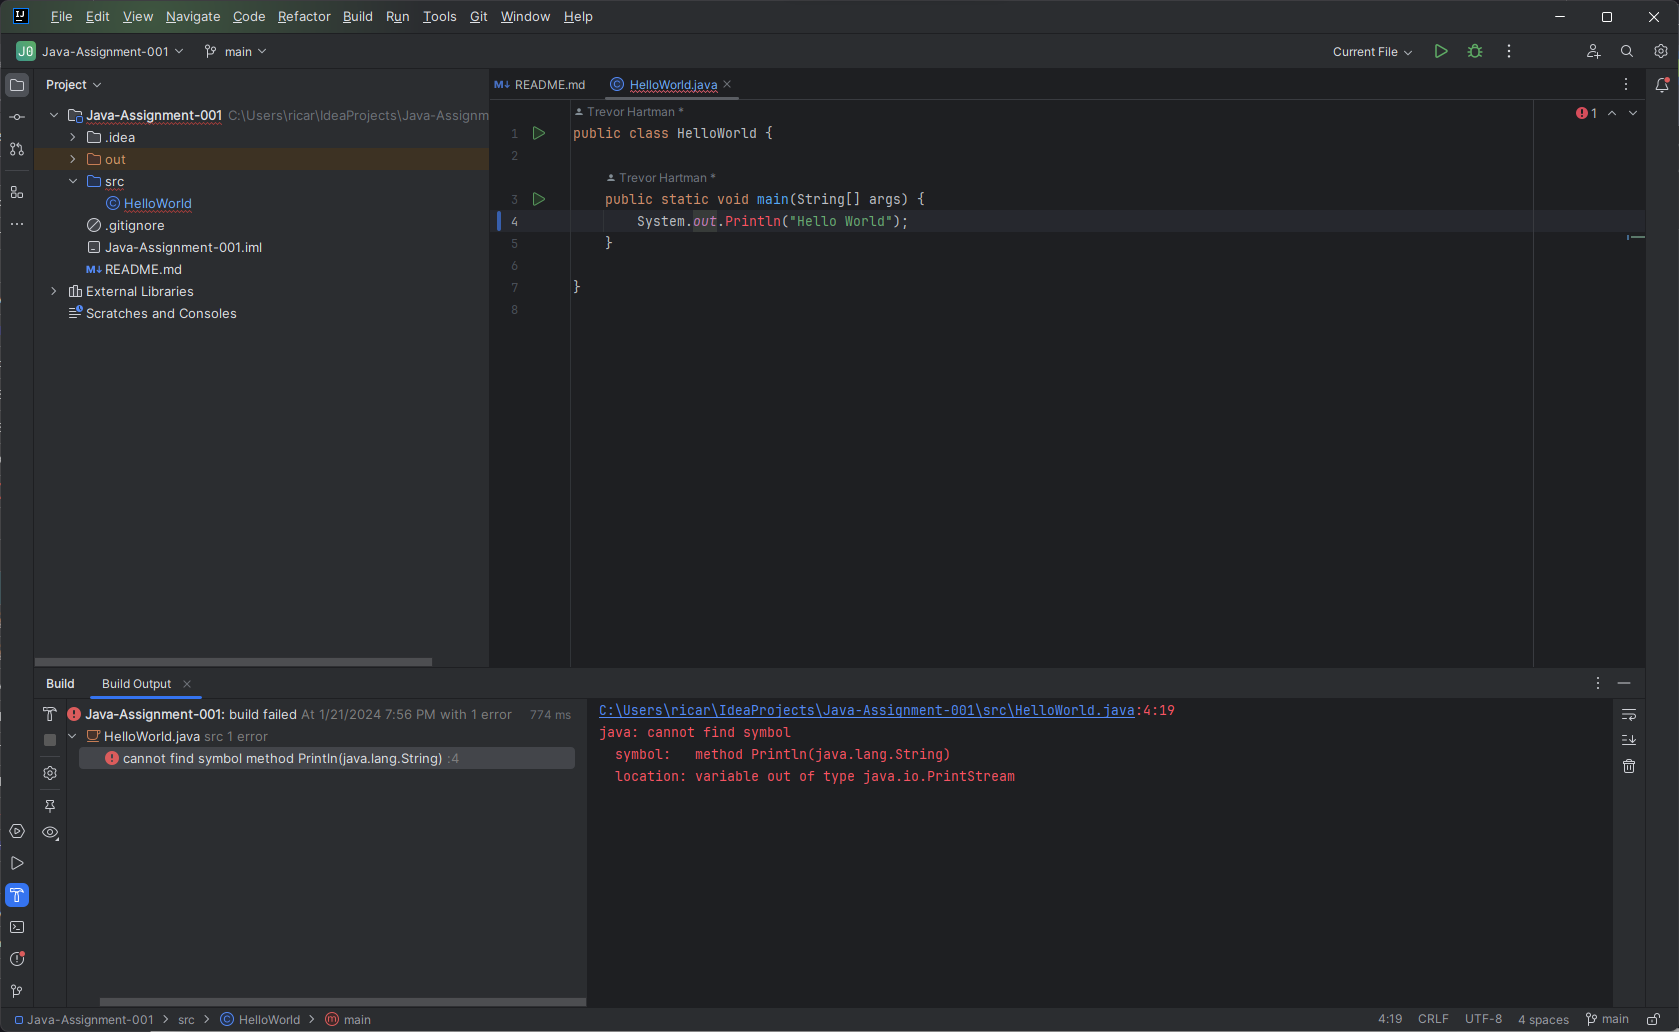 File Edit View Navigate Code Refactor Build Run Tools Git Window Help
J0 Java-Assignment-001 main Current File
Project
README.md HelloWorld.java
Java-Assignment-001 C:\Users\ricar\IdeaProjects\Java-Assignm
.idea
out
src
HelloWorld
.gitignore
Java-Assignment-001.iml
M↓ README.md
External Libraries
Scratches and Consoles
Trevor Hartman *
1
1 public class HelloWorld {
2
Trevor Hartman *
3 public static void main(String[] args) {
4 System.out.Println("Hello World");
5 }
6
7 }
8
Build Build Output
Java-Assignment-001: build failed At 1/21/2024 7:56 PM with 1 error 774 ms
HelloWorld.java src 1 error
cannot find symbol method Println(java.lang.String) :4
C:\Users\ricar\IdeaProjects\Java-Assignment-001\src\HelloWorld.java:4:19
java: cannot find symbol
symbol: method Println(java.lang.String)
location: variable out of type java.io.PrintStream
Java-Assignment-001 > src > HelloWorld > main 4:19 CRLF UTF-8 4 spaces main